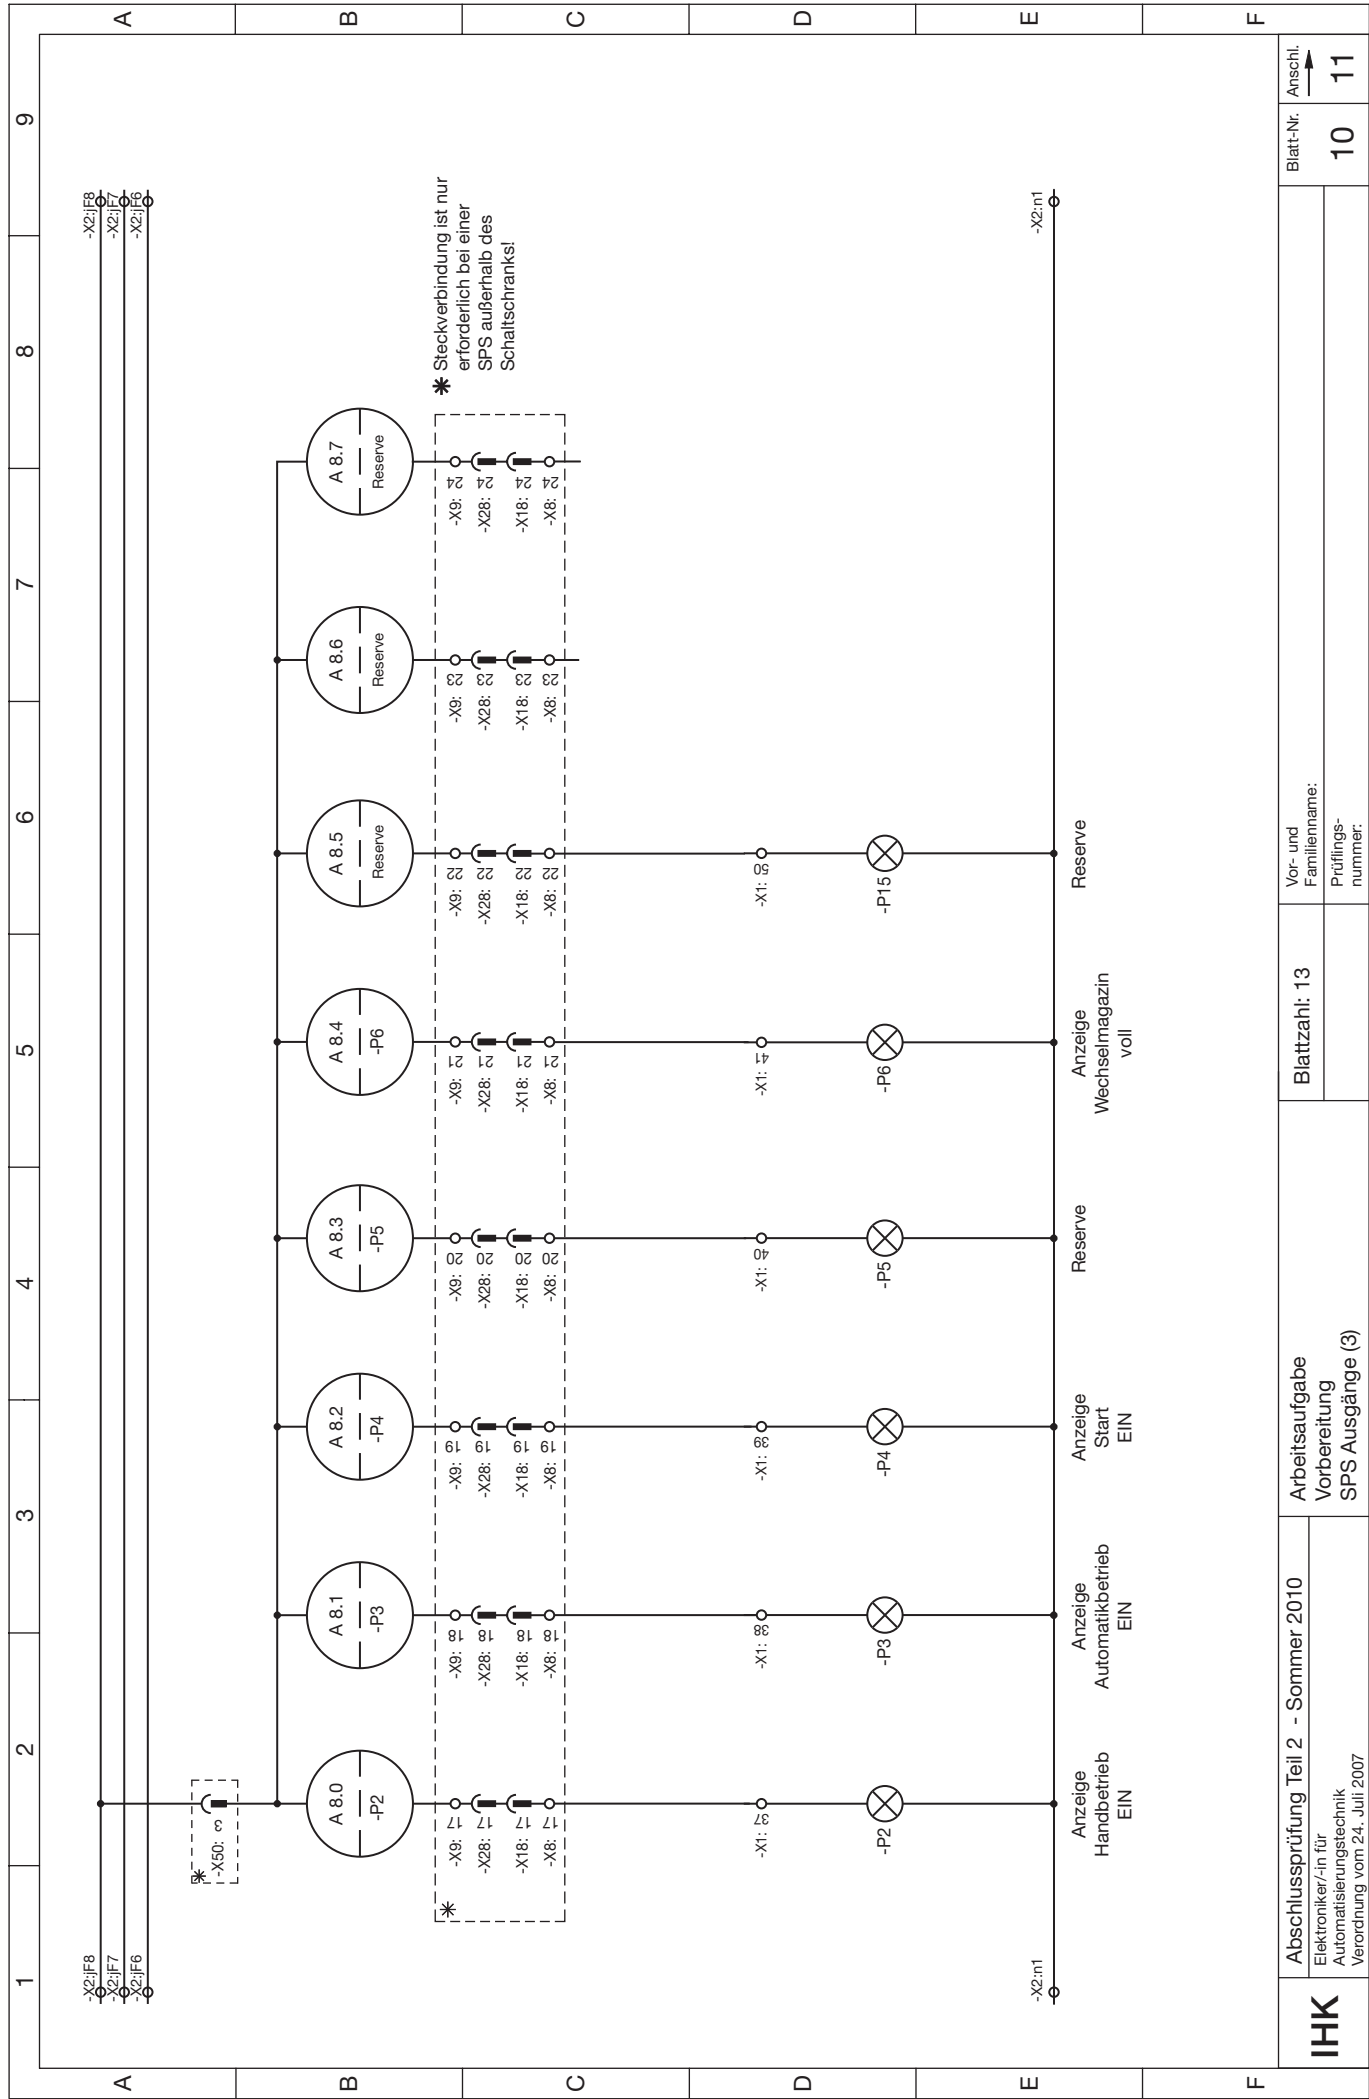 1 2 3 4 5 6 7 8 9
A A
B B
C C
D D
E E
F F
-X2:jF8 -X2:jF8
-X2:jF7 -X2:jF7
-X2:jF6 -X2:jF6
✱
-X50: 3
A 8.0 A 8.1 A 8.2 A 8.3 A 8.4 A 8.5 A 8.6 A 8.7
-P2 -P3 -P4 -P5 -P6 Reserve Reserve Reserve
✱ Steckverbindung ist nur
erforderlich bei einer
SPS außerhalb des
Schaltschranks!
✱
-X9: 17 -X9: 18 -X9: 19 -X9: 20 -X9: 21 -X9: 22 -X9: 23 -X9: 24
-X28: 17 -X28: 18 -X28: 19 -X28: 20 -X28: 21 -X28: 22 -X28: 23 -X28: 24
-X18: 17 -X18: 18 -X18: 19 -X18: 20 -X18: 21 -X18: 22 -X18: 23 -X18: 24
-X8: 17 -X8: 18 -X8: 19 -X8: 20 -X8: 21 -X8: 22 -X8: 23 -X8: 24
-X1: 37 -X1: 38 -X1: 39 -X1: 40 -X1: 41 -X1: 50
-P2 -P3 -P4 -P5 -P6 -P15
-X2:n1 -X2:n1
Anzeige
Handbetrieb
EIN
Anzeige
Automatikbetrieb
EIN
Anzeige
Start
EIN
Reserve
Anzeige
Wechselmagazin
voll
Reserve
IHK
Abschlussprüfung Teil 2 - Sommer 2010
Elektroniker/-in für
Automatisierungstechnik
Verordnung vom 24. Juli 2007
Arbeitsaufgabe
Vorbereitung
SPS Ausgänge (3)
Blattzahl: 13
Vor- und
Familienname:
Prüflings-
nummer:
Blatt-Nr.
10
Anschl.
11